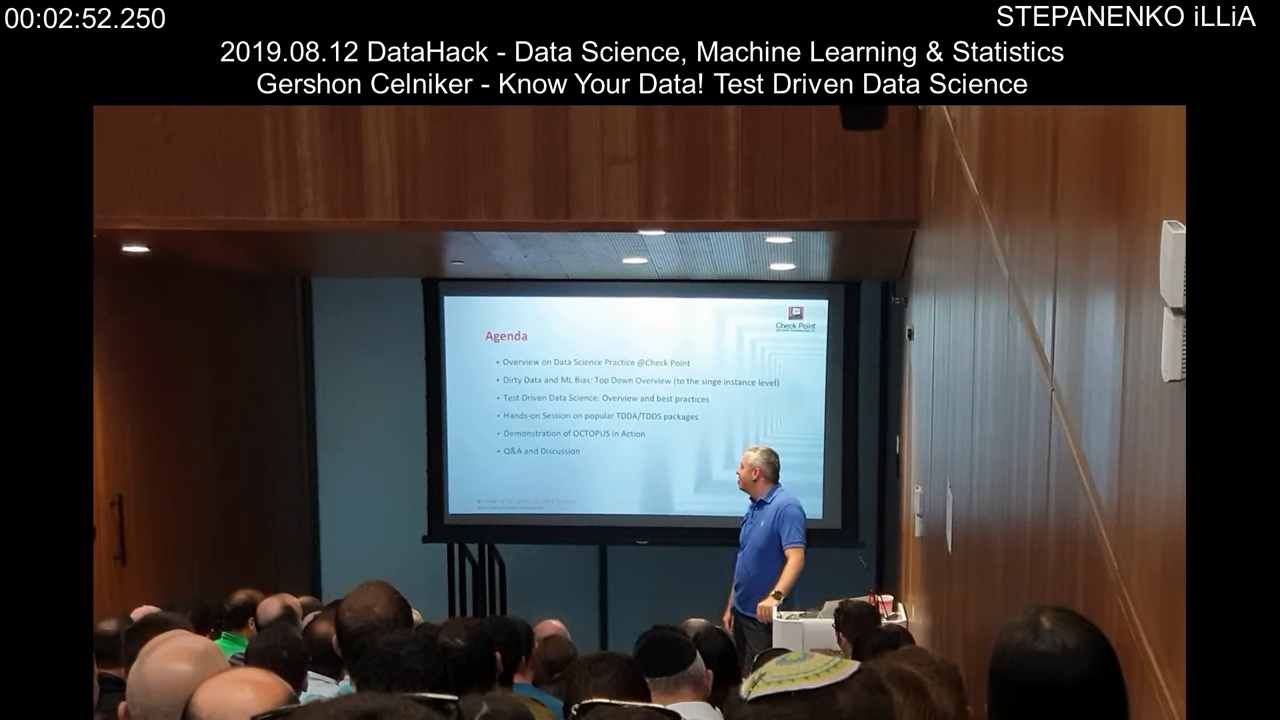 00:02:52.250
STEPANENKO iLLiA
2019.08.12 DataHack - Data Science, Machine Learning & Statistics
Gershon Celniker - Know Your Data! Test Driven Data Science
Check Point
Agenda
• Overview on Data Science Practice @Check Point
• Dirty Data and ML Bias: Top Down Overview (to the singe instance level)
• Test Driven Data Science: Overview and best practices
• Hands-on Session on popular TDDA/TDDS packages
• Demonstration of OCTOPUS in Action
• Q&A and Discussion